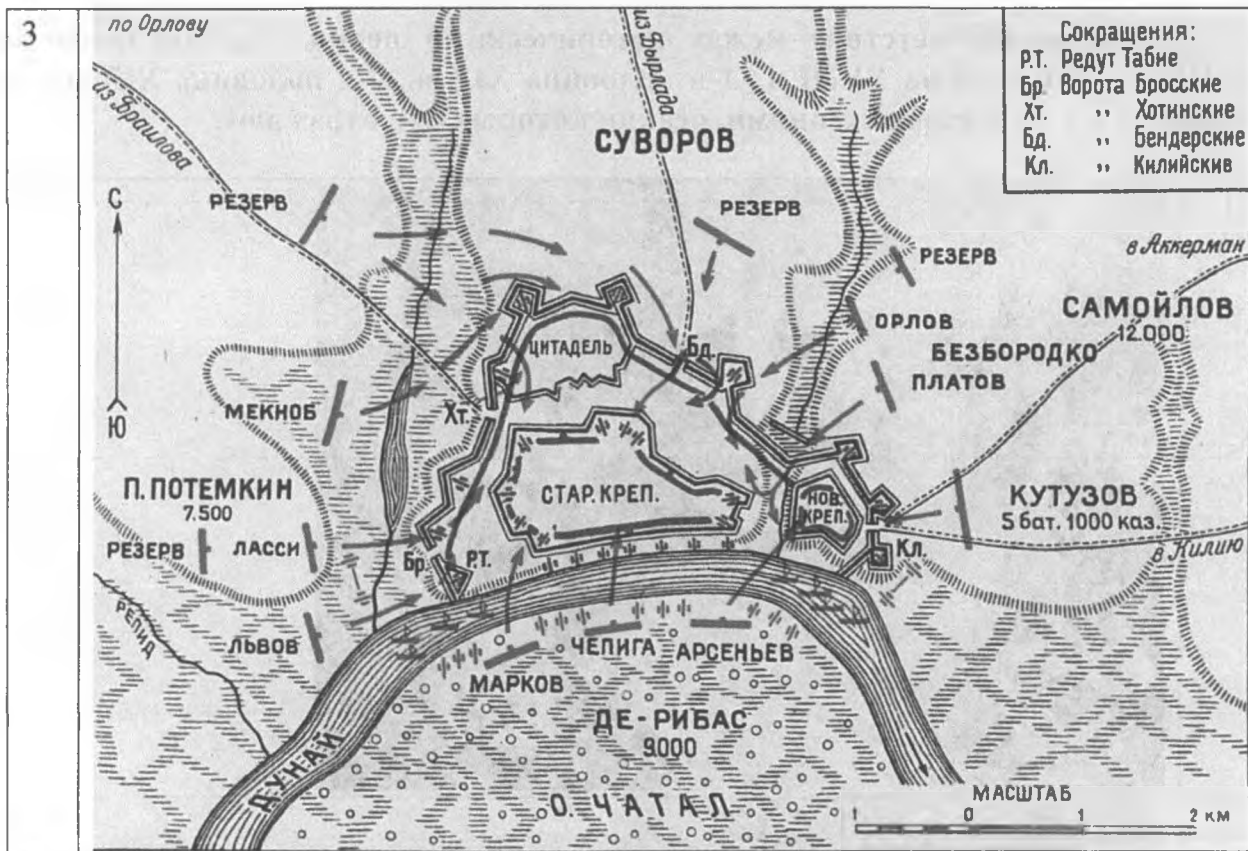 3
по Орлову
Сокращения:
Р.Т. Редут Табие
Бр. Ворота Бросские
Хт. ,, Хотинские
Бд. ,, Бендерские
Кл. ,, Килийскив
из Браилова
из Бырлада
СУВОРОВ
С
Ю
РЕЗЕРВ
РЕЗЕРВ
РЕЗЕРВ
в Аккерман
САМОЙЛОВ
12.000
ОРЛОВ
БЕЗБОРОДКО
ПЛАТОВ
ЦИТАДЕЛЬ
Бд.
МЕКНОБ
Хт.
П. ПОТЕМКИН
7.500
СТАР. КРЕП.
НОВ.
КРЕП.
КУТУЗОВ
5 бат. 1000 каз.
РЕЗЕРВ
ЛАССИ
Бр.
Р.Т.
Кл.
в Килию
РЕПИД
ЛЬВОВ
ЧЕПИГА
АРСЕНЬЕВ
МАРКОВ
ДЕ-РИБАС
9.000
ДУНАЙ
О. ЧАТАЛ
МАСШТАБ
1 0 1 2 км